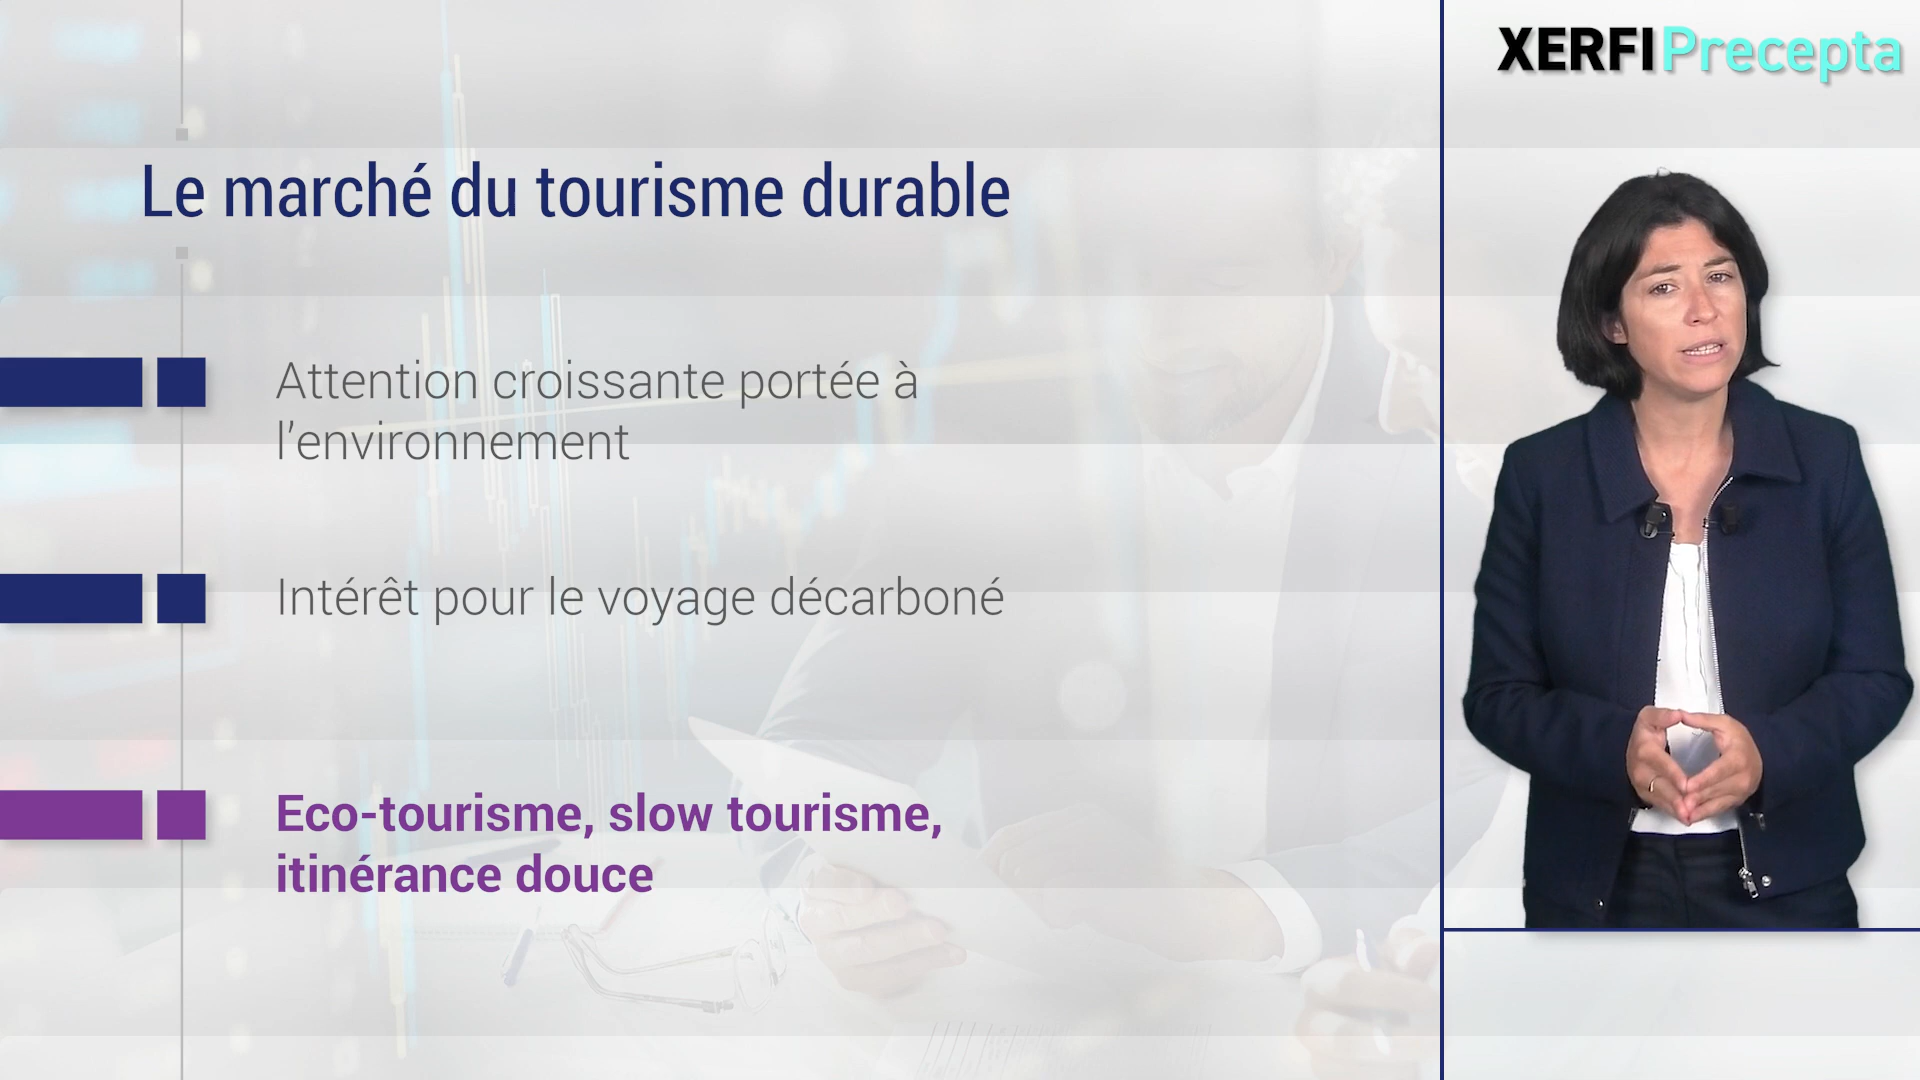 XERFI Precepta
Le marché du tourisme durable
Attention croissante portée à
l'environnement
Intérêt pour le voyage décarboné
Eco-tourisme, slow tourisme,
itinérance douce